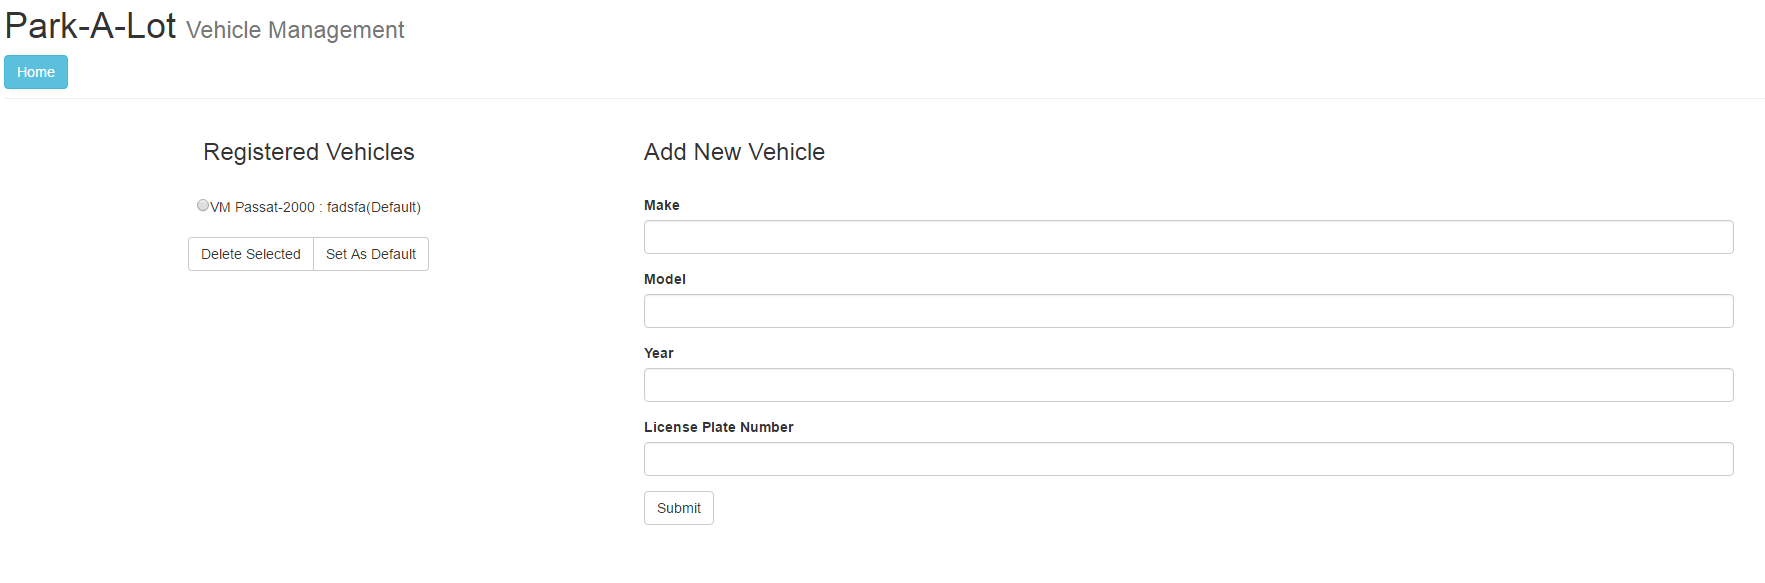 Park-A-Lot Vehicle Management
Home
Registered Vehicles
VM Passat-2000 : fadsfa(Default)
Delete Selected
Set As Default
Add New Vehicle
Make
Model
Year
License Plate Number
Submit